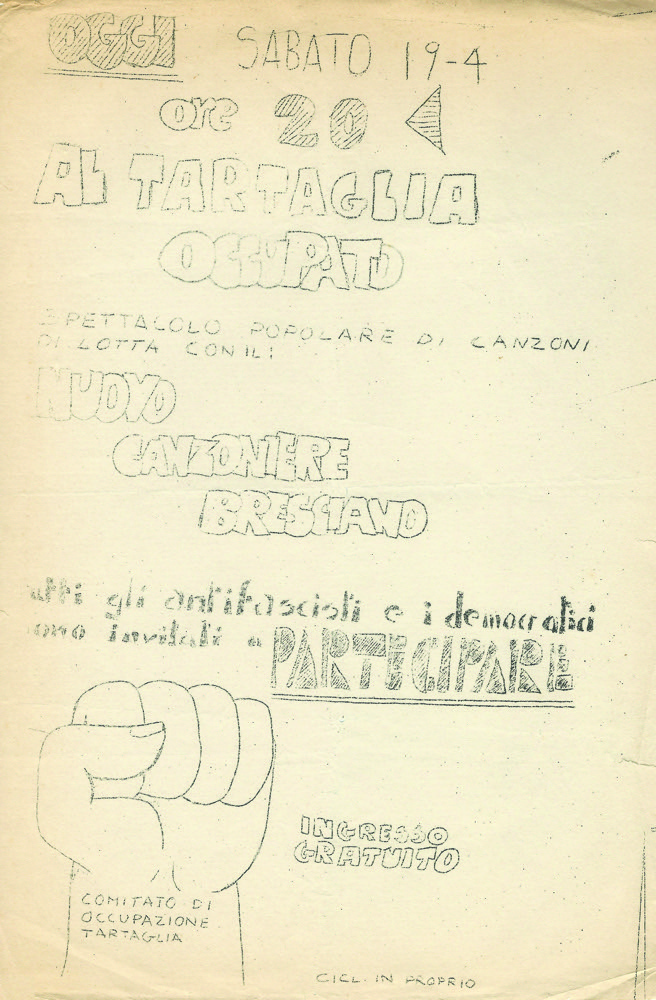 OGGI SABATO 19-4
ore 20
AL TARTAGLIA
OCCUPATO
SPETTACOLO POPOLARE DI CANZONI
DI LOTTA CON IL:
NUOVO
CANZONIERE
BRESCIANO
utti gli antifascisti e i democratici
ono invitati a PARTECIPARE
INGRESSO
GRATUITO
COMITATO DI
OCCUPAZIONE
TARTAGLIA
CICL. IN PROPRIO